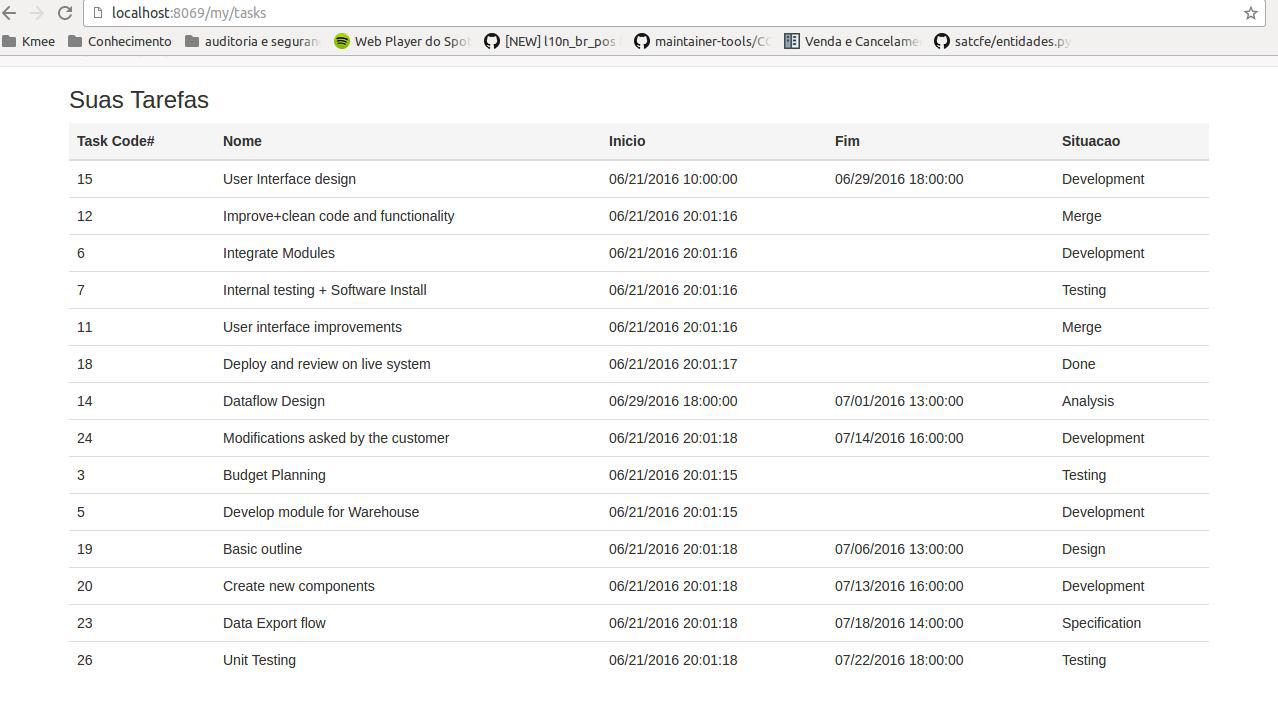 localhost:8069/my/tasks
Kmee Conhecimento auditoria e seguran Web Player do Spot [NEW] l10n_br_pos maintainer-tools/CC Venda e Cancelame satcfe/entidades.py
Suas Tarefas
Task Code# Nome Inicio Fim Situacao
15 User Interface design 06/21/2016 10:00:00 06/29/2016 18:00:00 Development
12 Improve+clean code and functionality 06/21/2016 20:01:16 Merge
6 Integrate Modules 06/21/2016 20:01:16 Development
7 Internal testing + Software Install 06/21/2016 20:01:16 Testing
11 User interface improvements 06/21/2016 20:01:16 Merge
18 Deploy and review on live system 06/21/2016 20:01:17 Done
14 Dataflow Design 06/29/2016 18:00:00 07/01/2016 13:00:00 Analysis
24 Modifications asked by the customer 06/21/2016 20:01:18 07/14/2016 16:00:00 Development
3 Budget Planning 06/21/2016 20:01:15 Testing
5 Develop module for Warehouse 06/21/2016 20:01:15 Development
19 Basic outline 06/21/2016 20:01:18 07/06/2016 13:00:00 Design
20 Create new components 06/21/2016 20:01:18 07/13/2016 16:00:00 Development
23 Data Export flow 06/21/2016 20:01:18 07/18/2016 14:00:00 Specification
26 Unit Testing 06/21/2016 20:01:18 07/22/2016 18:00:00 Testing